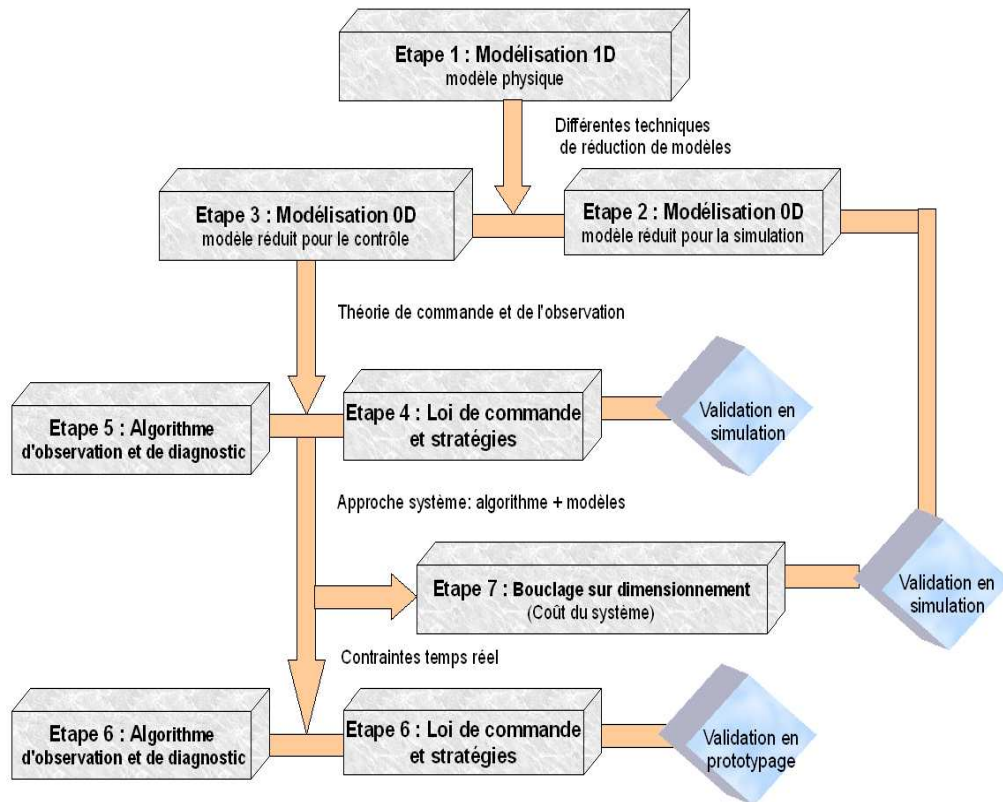 Etape 1 : Modélisation 1D
modèle physique
Différentes techniques
de réduction de modèles
Etape 3 : Modélisation 0D
modèle réduit pour le contrôle
Etape 2 : Modélisation 0D
modèle réduit pour la simulation
Théorie de commande et de l'observation
Etape 5 : Algorithme
d'observation et de diagnostic
Etape 4 : Loi de commande
et stratégies
Validation en
simulation
Approche système: algorithme + modèles
Etape 7 : Bouclage sur dimensionnement
(Coût du système)
Validation en
simulation
Contraintes temps réel
Etape 6 : Algorithme
d'observation et de diagnostic
Etape 6 : Loi de commande
et stratégies
Validation en
prototypage